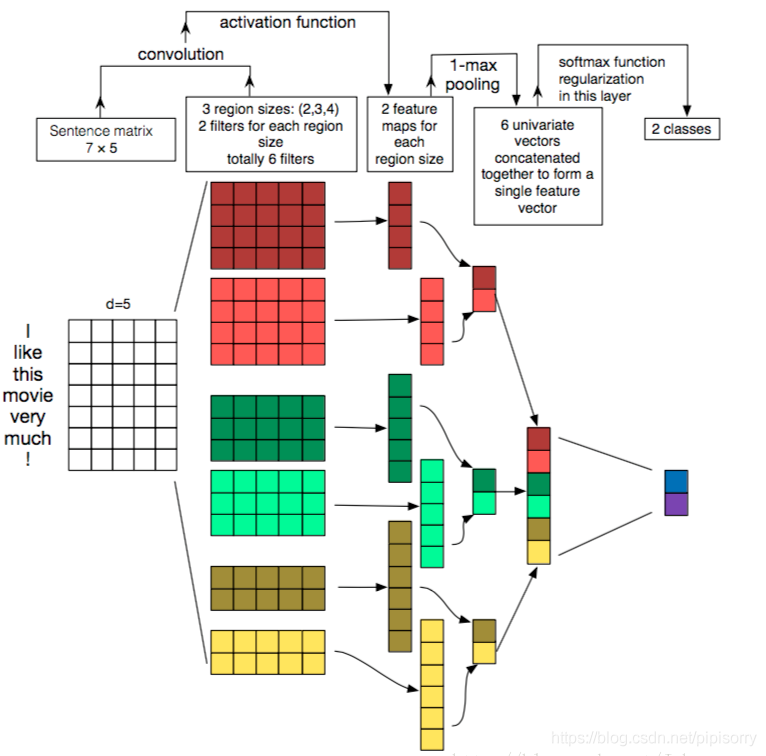 activation function
convolution
1-max
pooling
softmax function
regularization
in this layer
Sentence matrix
7 × 5
3 region sizes: (2,3,4)
2 filters for each region
size
totally 6 filters
2 feature
maps for
each
region size
6 univariate
vectors
concatenated
together to form a
single feature
vector
2 classes
d=5
I
like
this
movie
very
much
!
https://blog.csdn.net/pipisorry